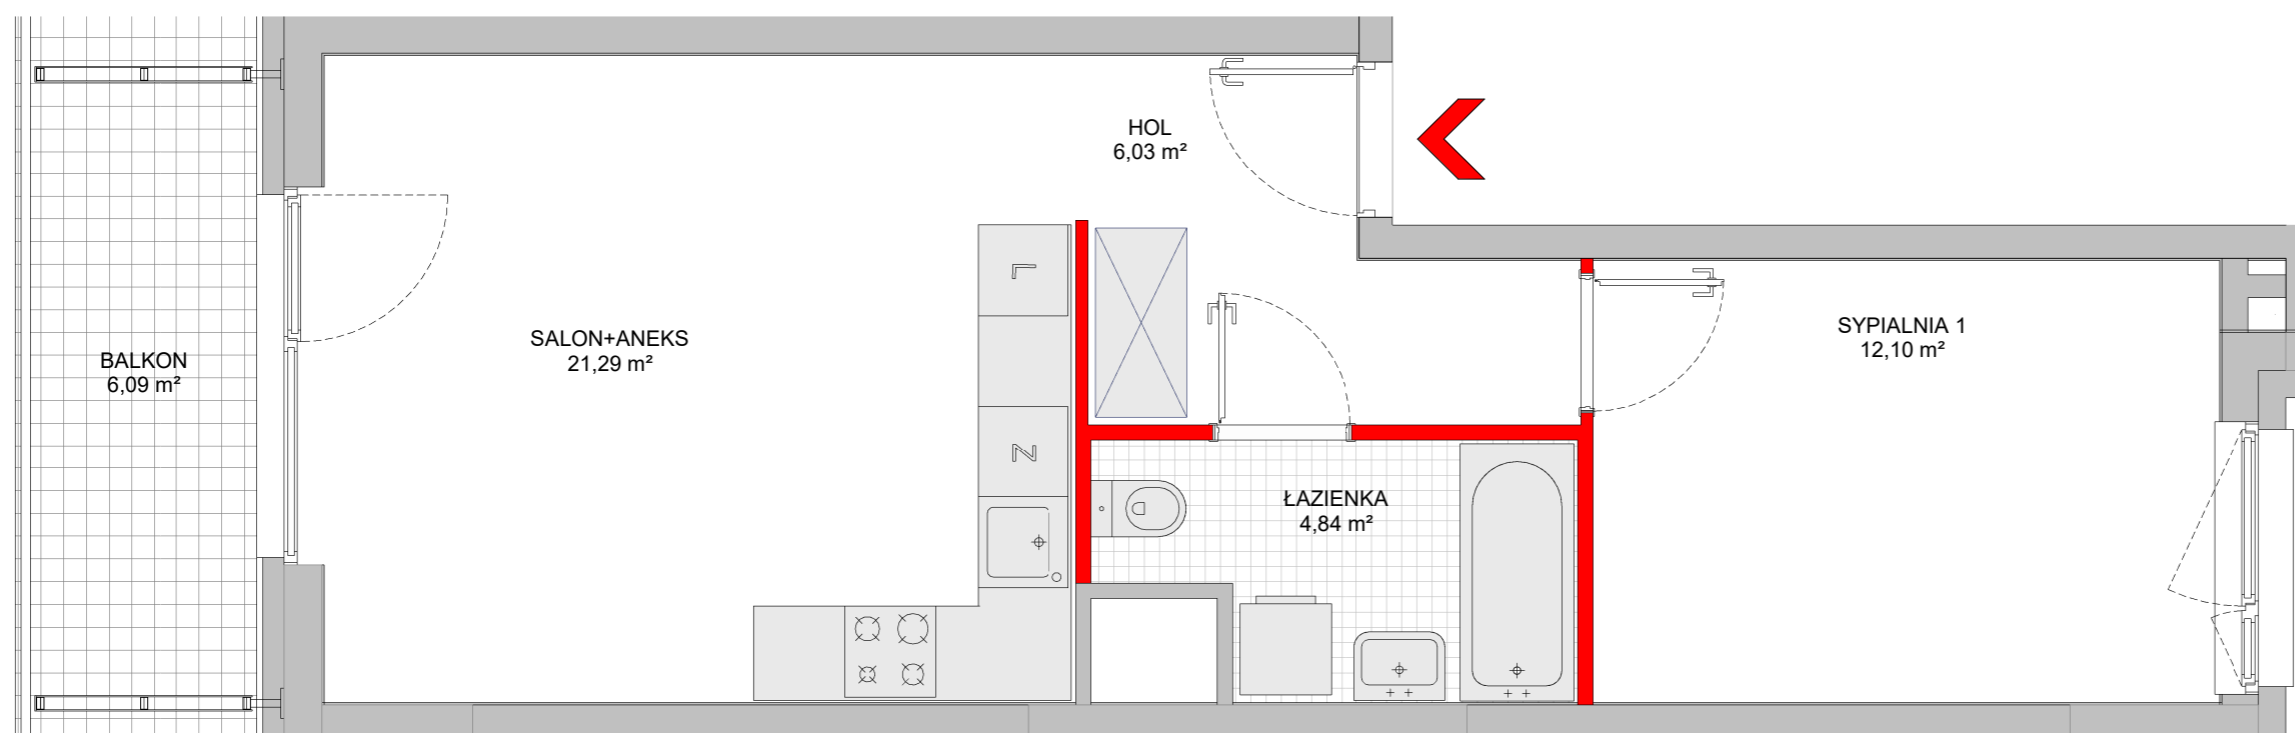 HOL
6,03 m²
L
SALON+ANEKS
21,29 m²
SYPIALNIA 1
12,10 m²
BALKON
6,09 m²
Z
ŁAZIENKA
4,84 m²